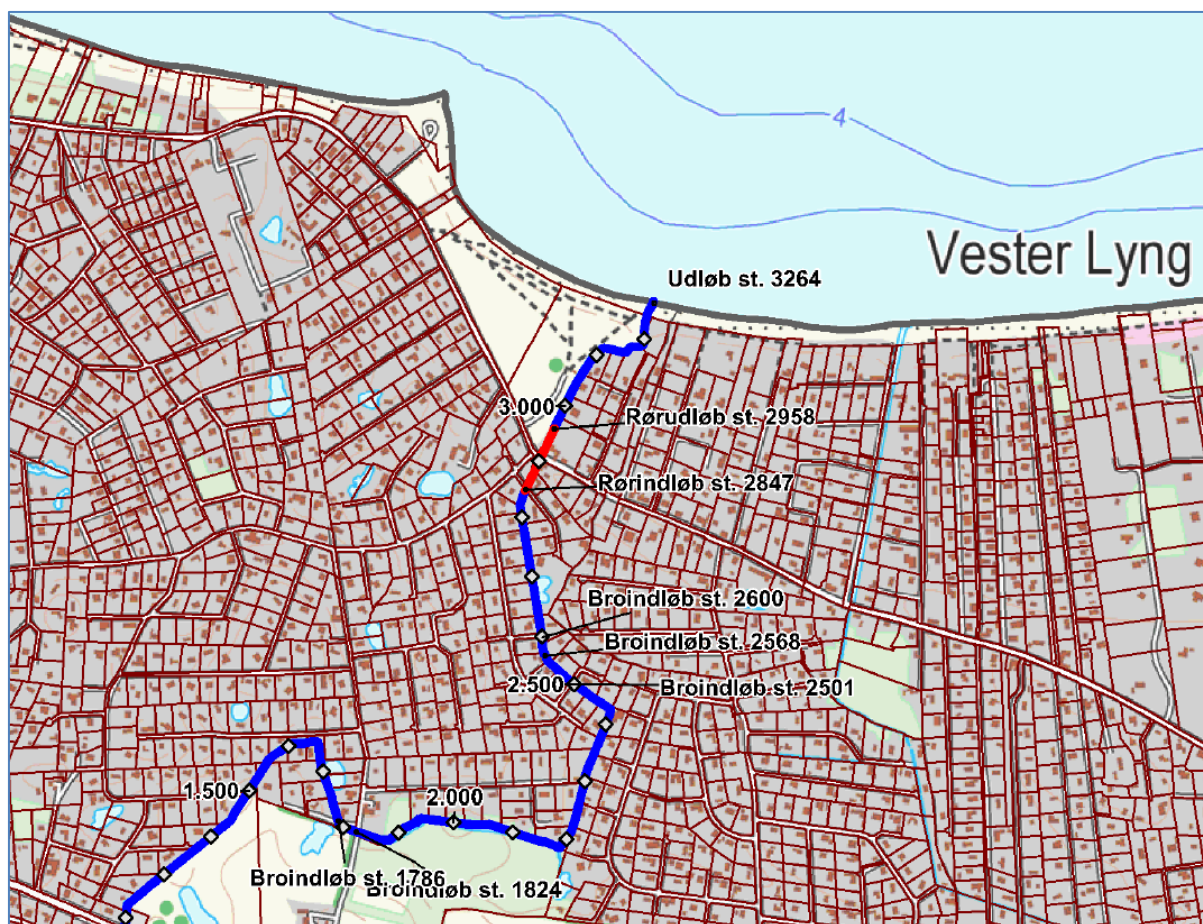 4
Vester Lyng
Udløb st. 3264
3.000
Rørudløb st. 2958
Rørindløb st. 2847
Broindløb st. 2600
Broindløb st. 2568
2.500
Broindløb st. 2501
1.500
2.000
Broindløb st. 1786
Broindløb st. 1824